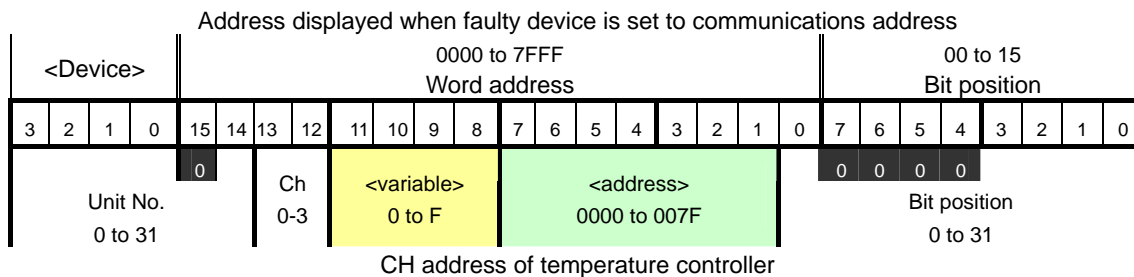 Address displayed when faulty device is set to communications address
<Device> 0000 to 7FFF 00 to 15
Word address Bit position
3 2 1 0 15 14 13 12 11 10 9 8 7 6 5 4 3 2 1 0 7 6 5 4 3 2 1 0
0 0 0 0 0
Unit No. Ch <variable> <address> Bit position
0 to 31 0-3 0 to F 0000 to 007F 0 to 31
CH address of temperature controller